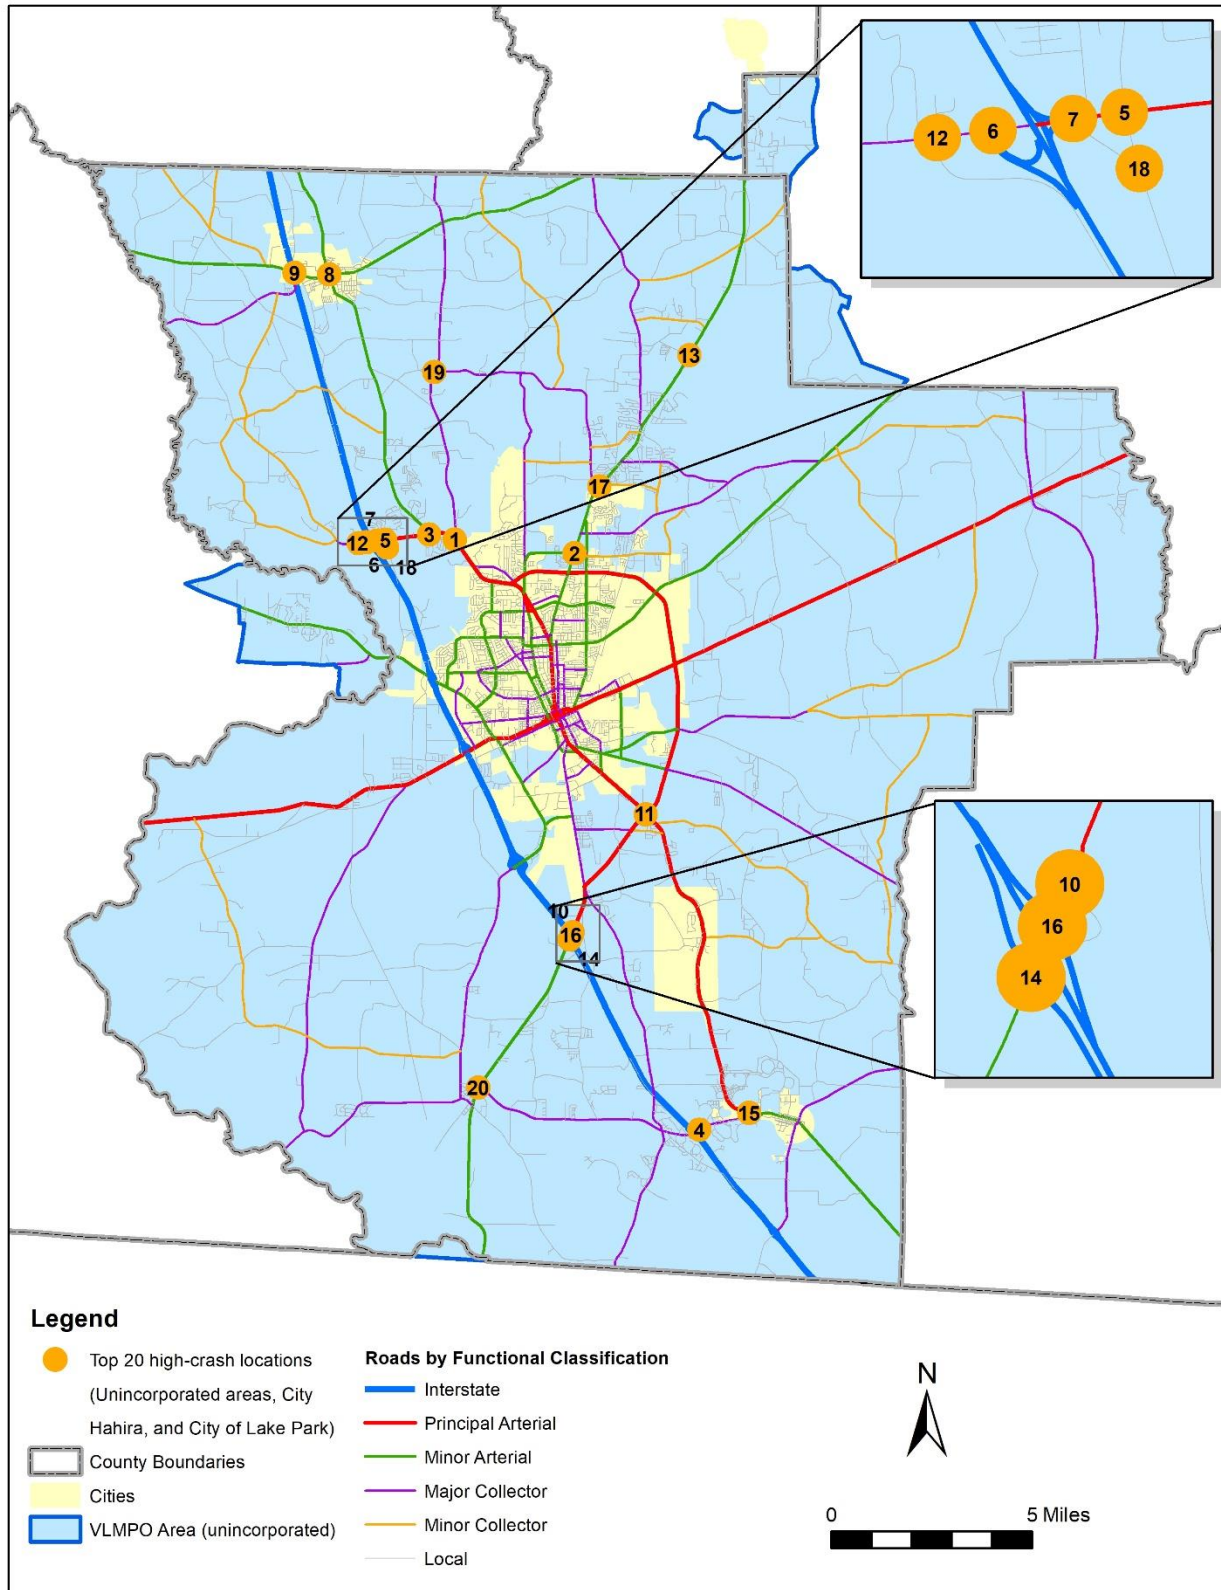 12
6
7
5
18
9
8
13
19
17
7
12
5
3
1
2
6
18
11
10
16
14
10
16
14
20
15
4
Legend
Top 20 high-crash locations
(Unincorporated areas, City
Hahira, and City of Lake Park)
County Boundaries
Cities
VLMPO Area (unincorporated)
Roads by Functional Classification
Interstate
Principal Arterial
Minor Arterial
Major Collector
Minor Collector
Local
N
0 5 Miles